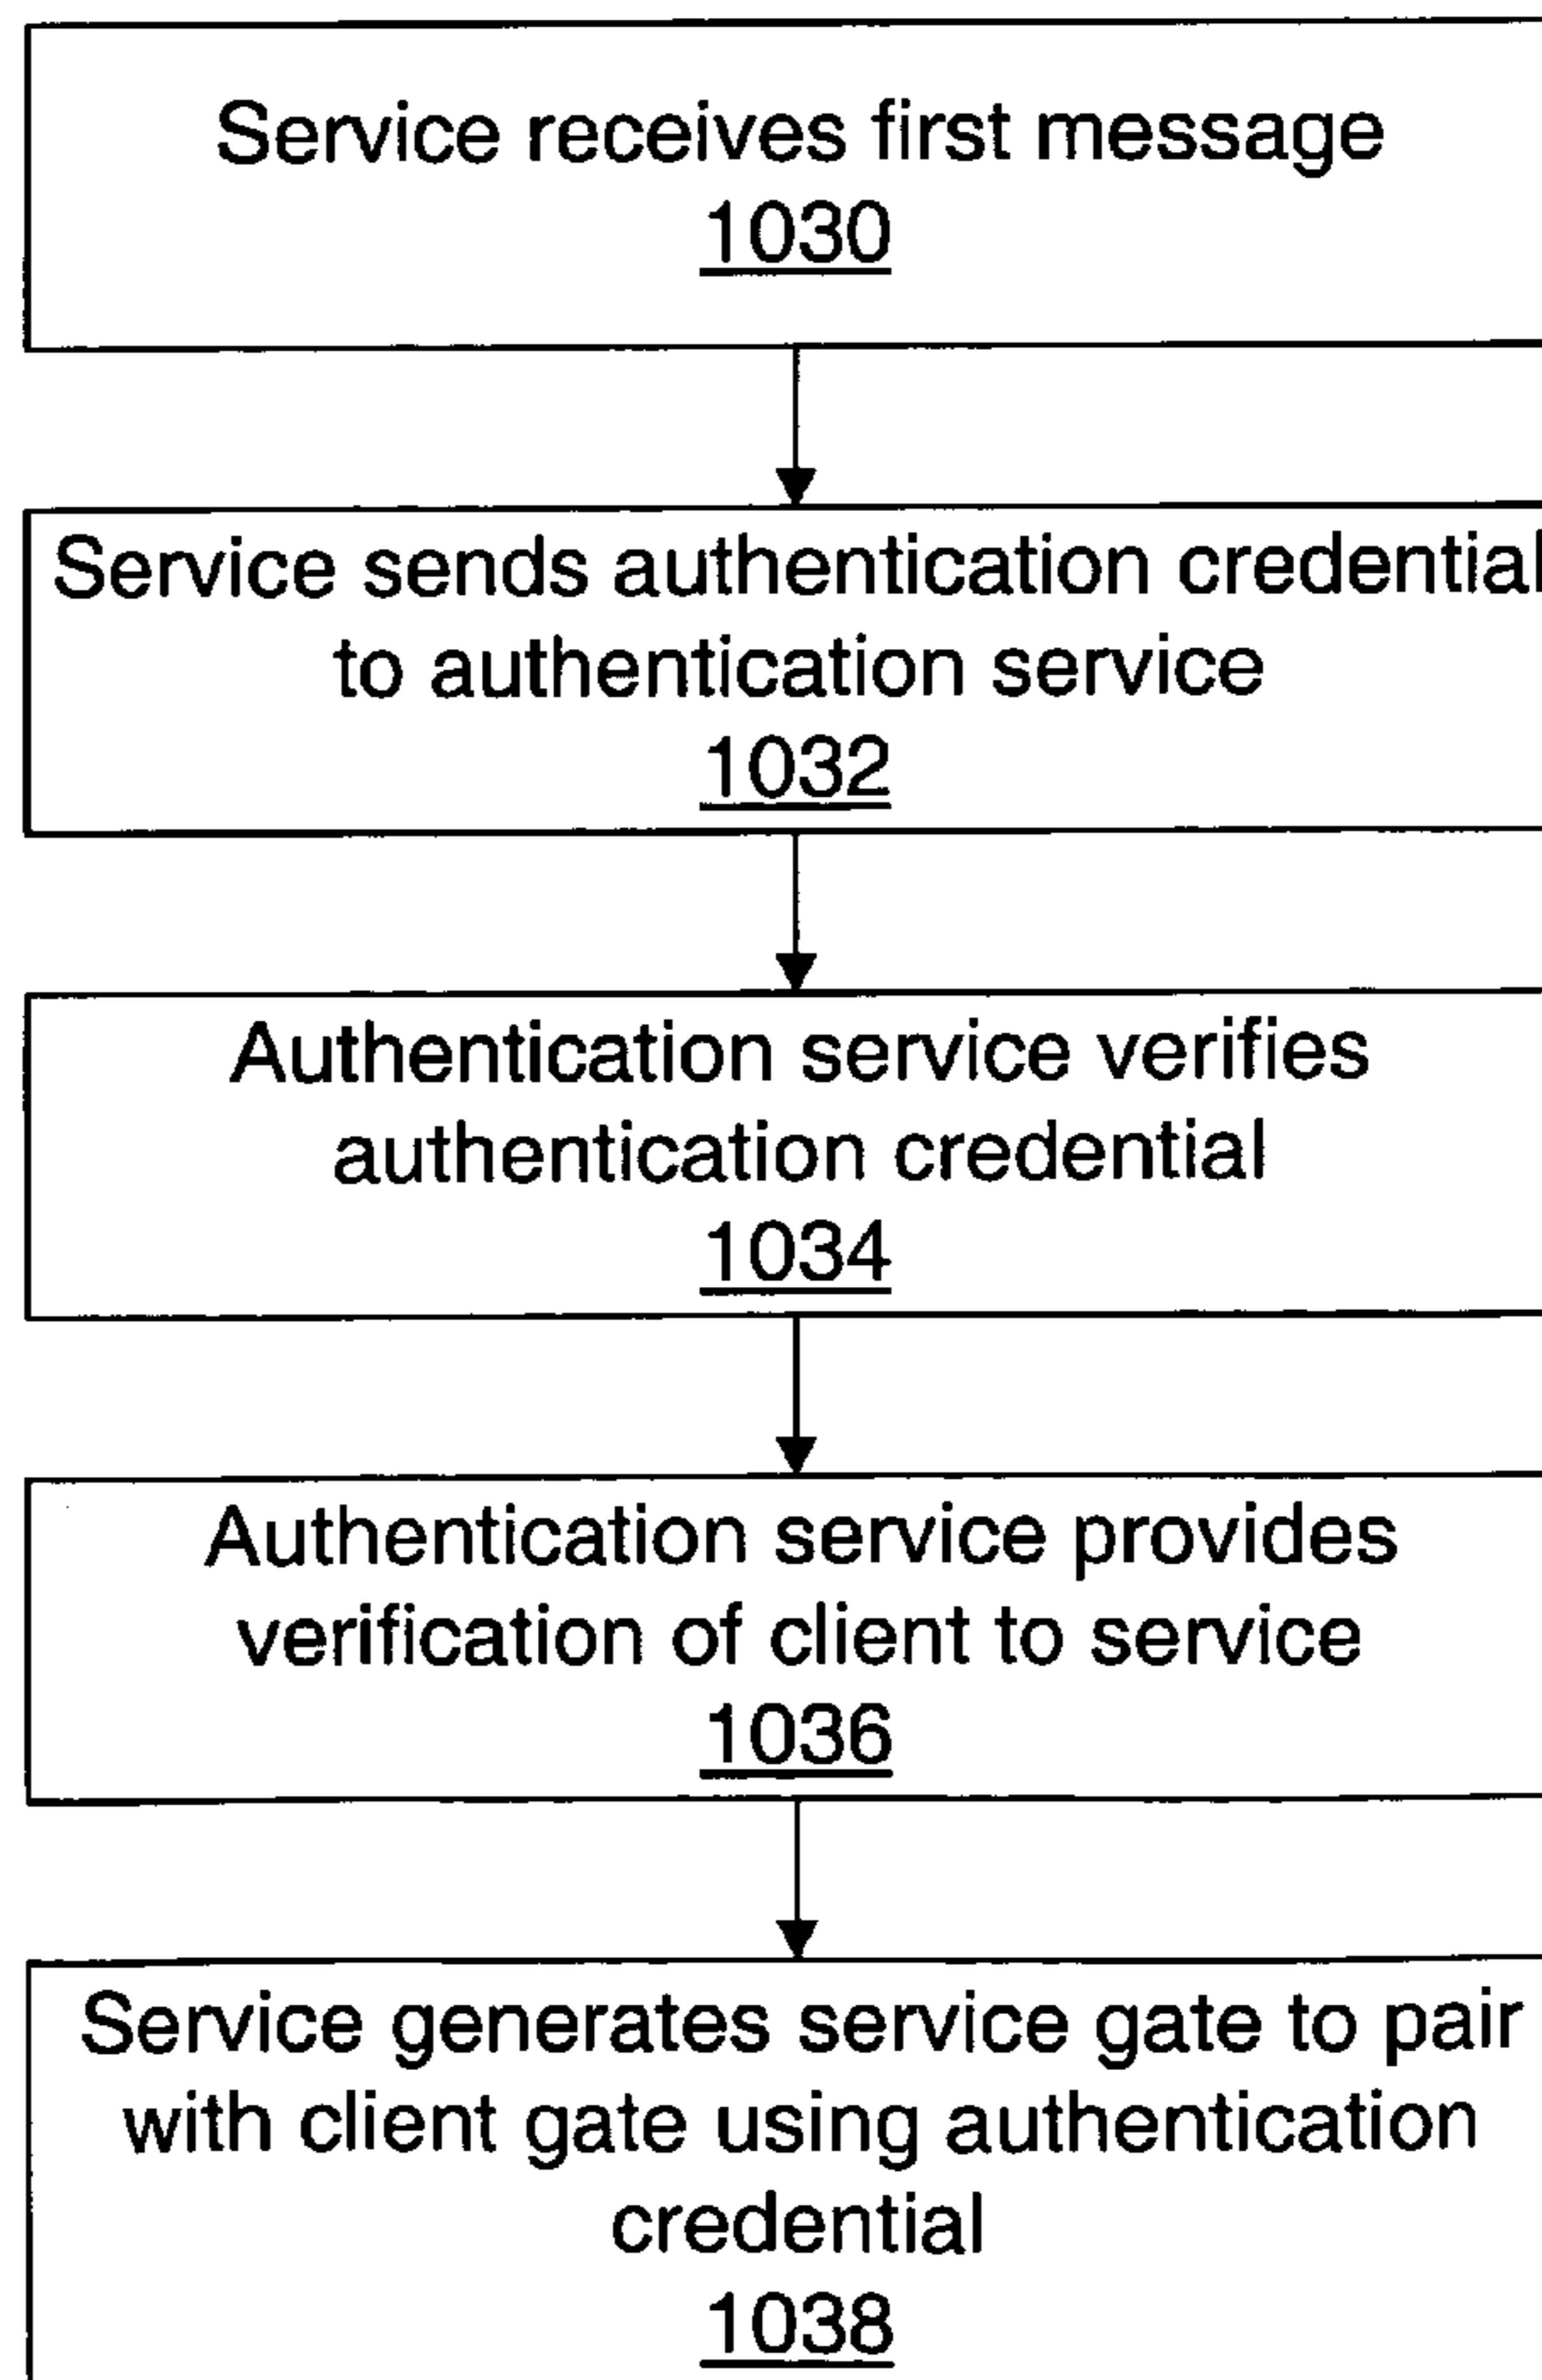 Service receives first message
1030
Service sends authentication credential
to authentication service
1032
Authentication service verifies
authentication credential
1034
Authentication service provides
verification of client to service
1036
Service generates service gate to pair
with client gate using authentication
credential
1038